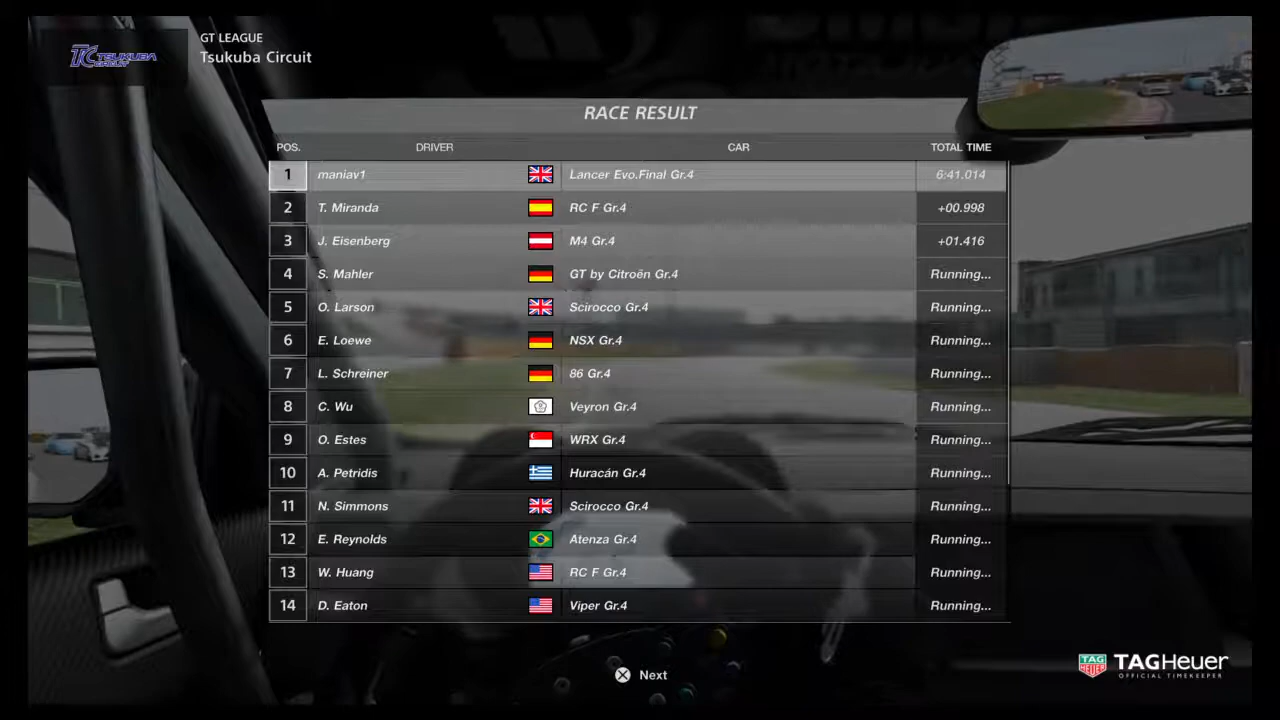 TC TSUKUBA CIRCUIT
GT LEAGUE
Tsukuba Circuit
RACE RESULT
POS. DRIVER CAR TOTAL TIME
1 maniav1 Lancer Evo.Final Gr.4 6:41.014
2 T. Miranda RC F Gr.4 +00.998
3 J. Eisenberg M4 Gr.4 +01.416
4 S. Mahler GT by Citroën Gr.4 Running...
5 O. Larson Scirocco Gr.4 Running...
6 E. Loewe NSX Gr.4 Running...
7 L. Schreiner 86 Gr.4 Running...
8 C. Wu Veyron Gr.4 Running...
9 O. Estes WRX Gr.4 Running...
10 A. Petridis Huracán Gr.4 Running...
11 N. Simmons Scirocco Gr.4 Running...
12 E. Reynolds Atenza Gr.4 Running...
13 W. Huang RC F Gr.4 Running...
14 D. Eaton Viper Gr.4 Running...
Next
TAG HEUER TAGHeuer
OFFICIAL TIMEKEEPER